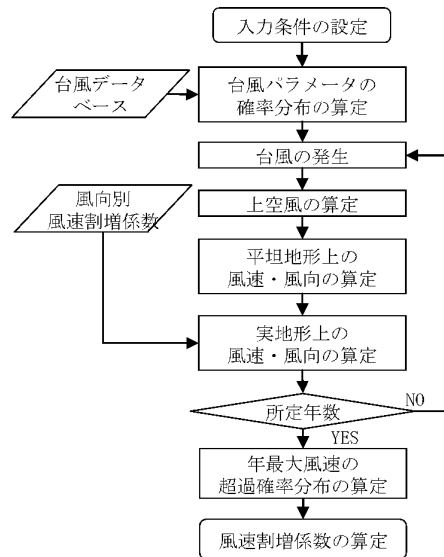 入力条件の設定
台風データ
ベース
台風パラメータの
確率分布の算定
台風の発生
風向別
風速割増係数
上空風の算定
平坦地形上の
風速・風向の算定
実地形上の
風速・風向の算定
所定年数
NO
YES
年最大風速の
超過確率分布の算定
風速割増係数の算定